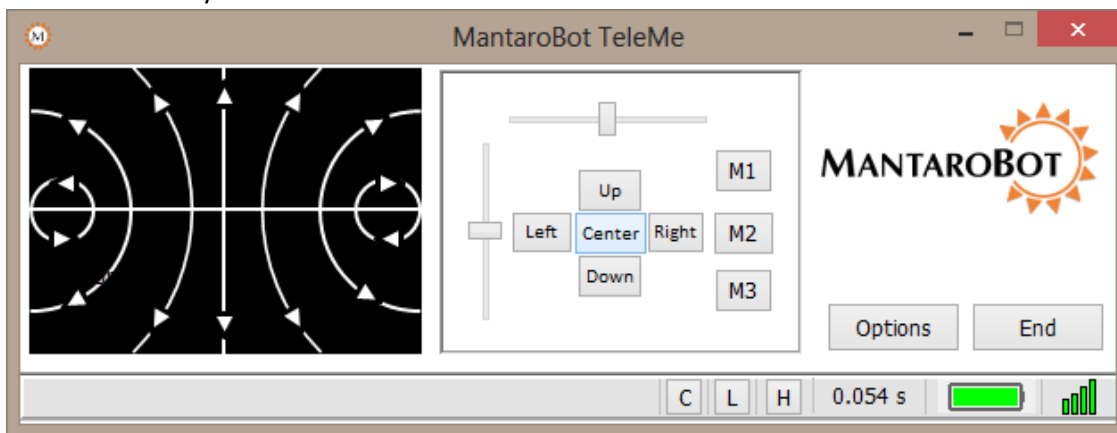 M
MantaroBot TeleMe
M1
Up
MANTAROBOT
Left Center Right M2
Down
M3
Options End
C L H 0.054 s